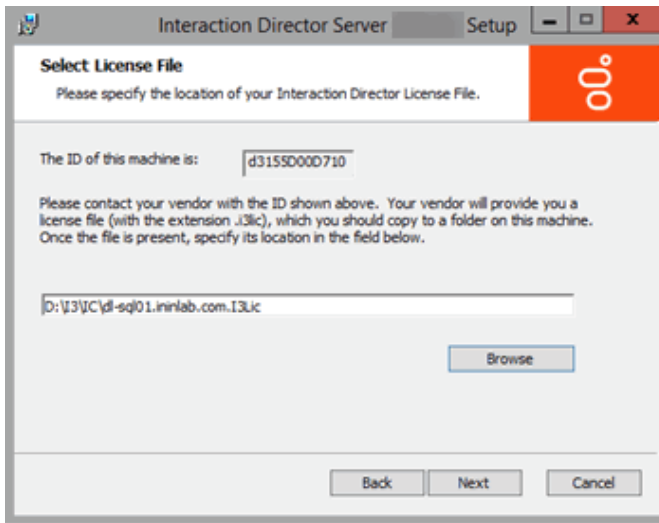 Interaction Director Server Setup
Select License File
Please specify the location of your Interaction Director License File.
The ID of this machine is: d3155D00D710
Please contact your vendor with the ID shown above. Your vendor will provide you a
license file (with the extension .i3lic), which you should copy to a folder on this machine.
Once the file is present, specify its location in the field below.
D:\I3\IC\dl-sql01.ininlab.com.I3Lic
Browse
Back Next Cancel